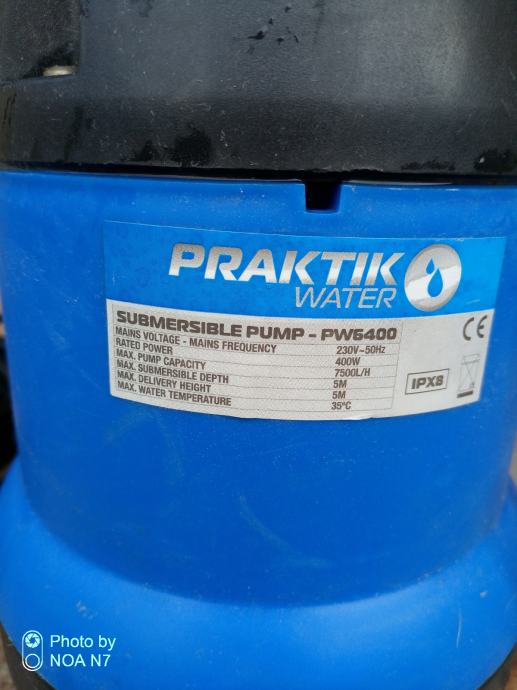 PRAKTIK
WATER
SUBMERSIBLE PUMP - PW6400
MAINS VOLTAGE - MAINS FREQUENCY 230V~50Hz
RATED POWER 400W
MAX. PUMP CAPACITY 7500L/H
MAX. SUBMERSIBLE DEPTH 5M
MAX. DELIVERY HEIGHT 5M
MAX. WATER TEMPERATURE 35°C
CE
IPX8
Photo by
NOA N7